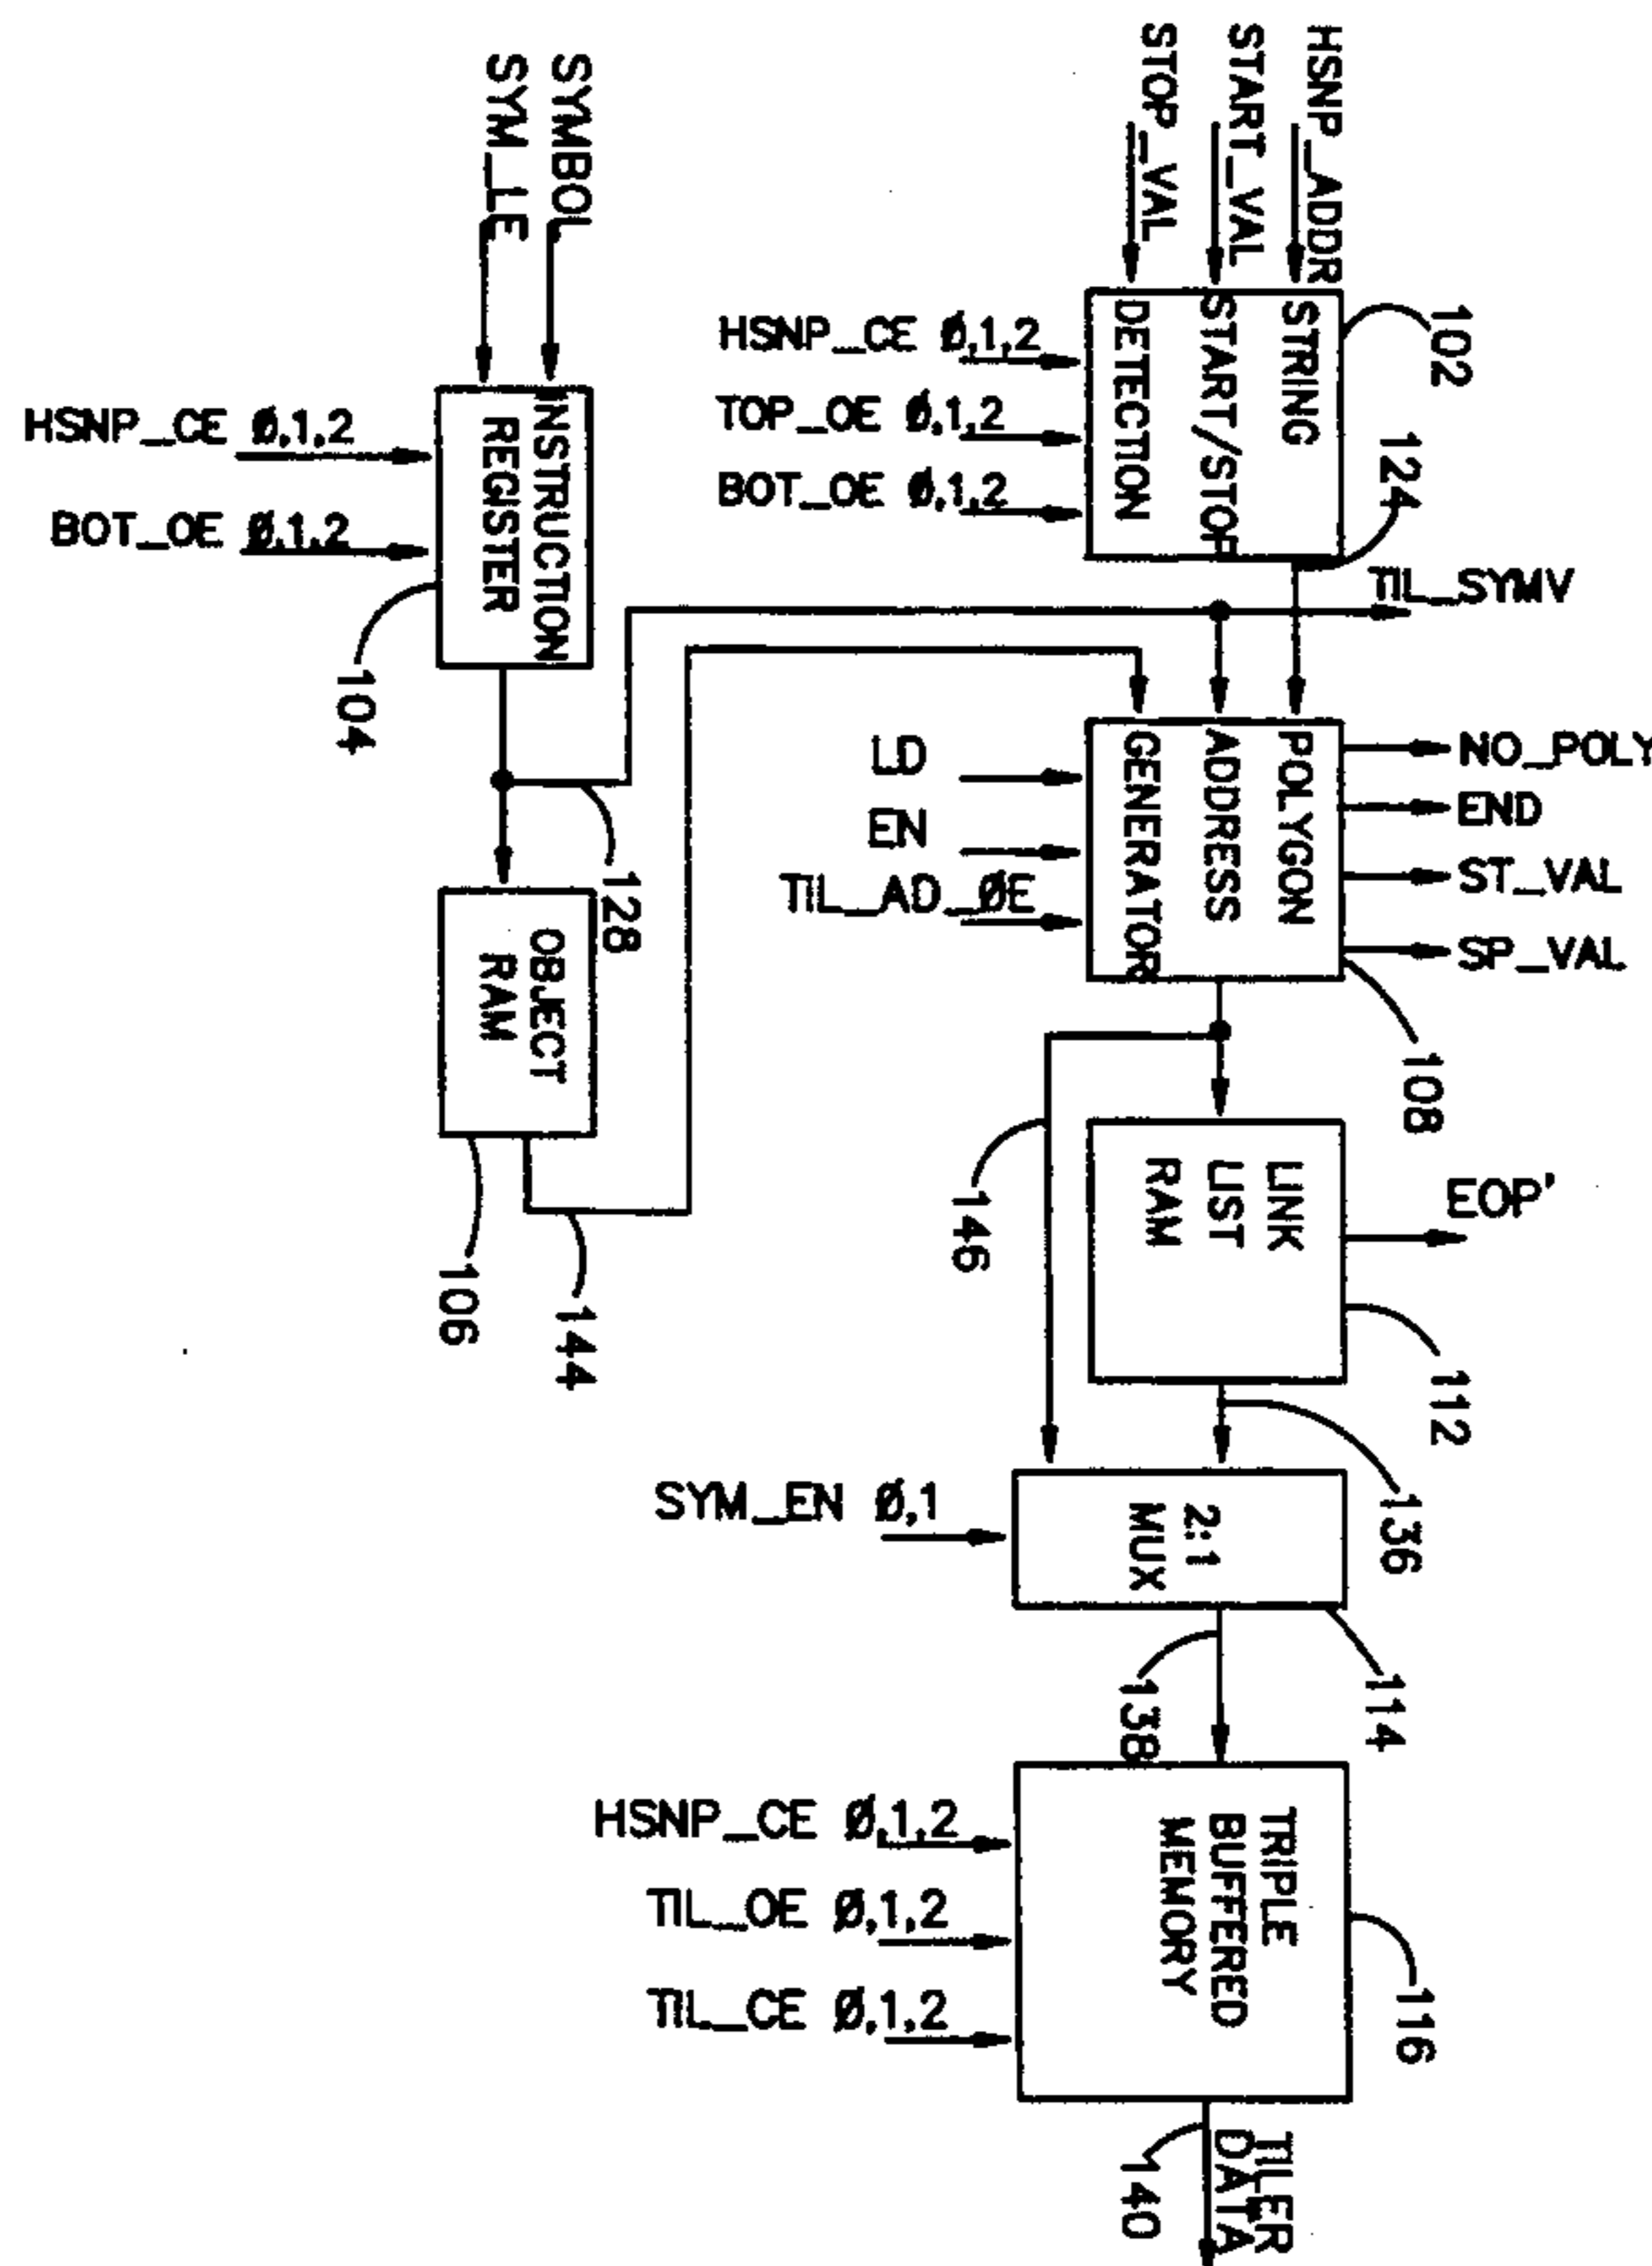 HSNP_ADDR
START_VAL
STOP_VAL
SYMBOL
SYM_LE
STRING
START/STOP
DETECTION
102
HSNP_CE Ø,1,2
TOP_OE Ø,1,2
BOT_OE Ø,1,2
124
INSTRUCTION
REGISTER
104
HSNP_CE Ø,1,2
BOT_OE Ø,1,2
TIL_SYMV
128
POLYGON
ADDRESS
GENERATOR
108
LD
EN
TIL_AD_ØE
NO_POLY
END
ST_VAL
SP_VAL
OBJECT
RAM
106
144
146
LINK
LIST
RAM
112
EOP'
136
SYM_EN Ø,1
2:1
MUX
114
138
TRIPLE
BUFFERED
MEMORY
116
HSNP_CE Ø,1,2
TIL_OE Ø,1,2
TIL_CE Ø,1,2
TILER
DATA
140